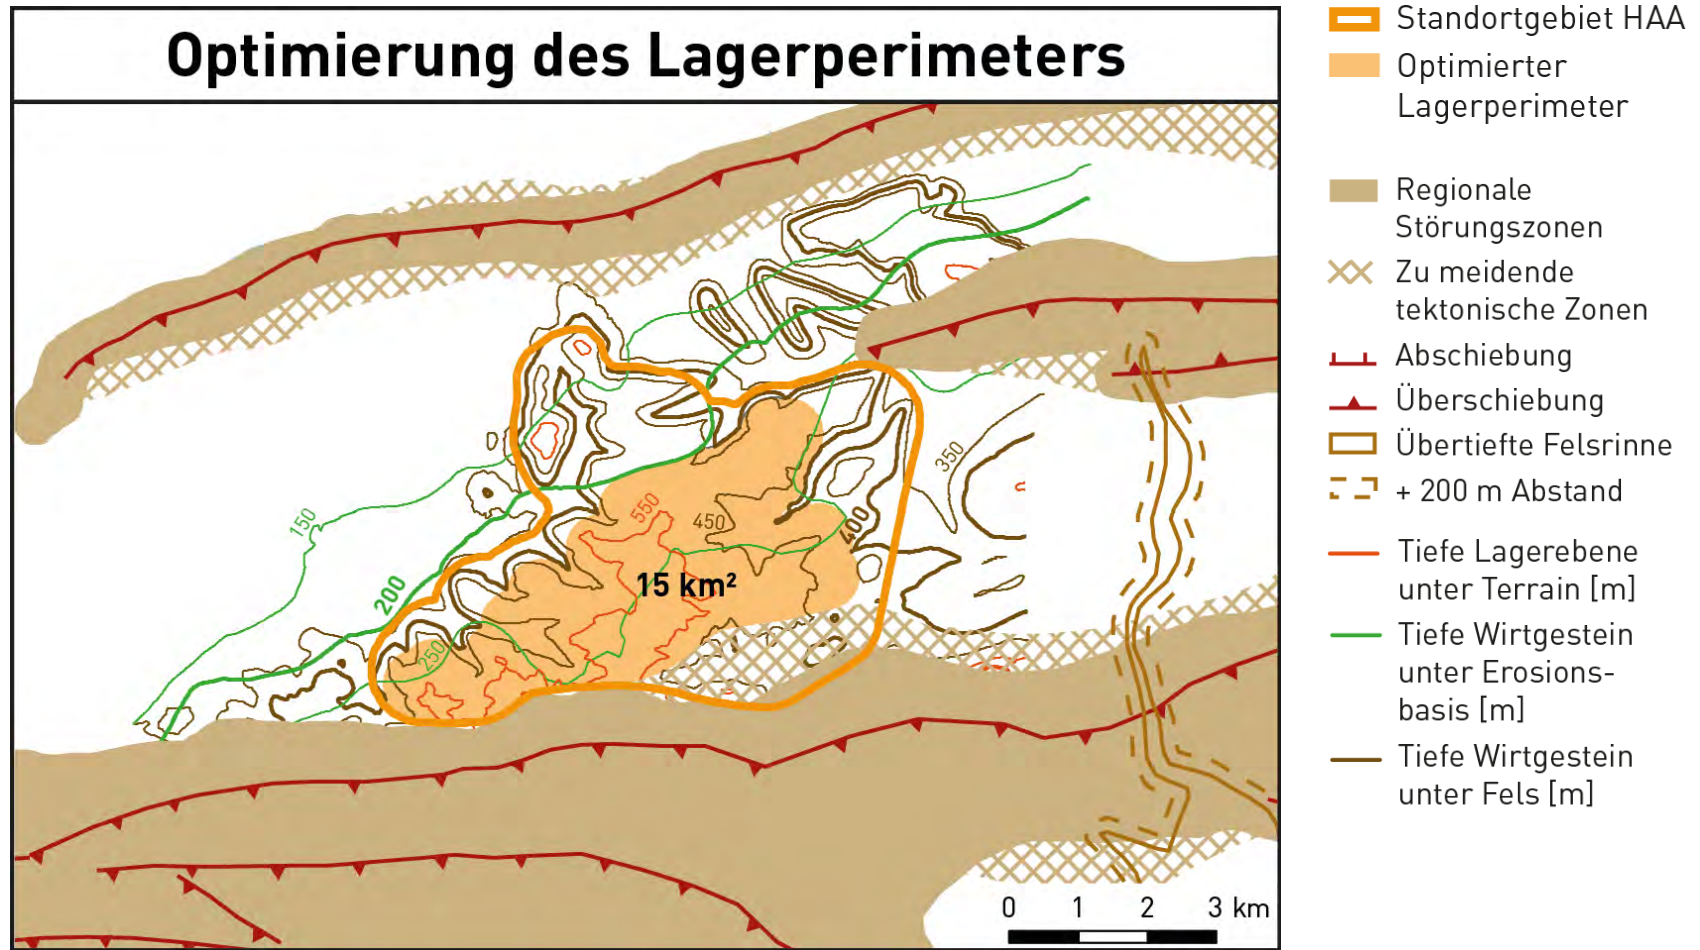 Optimierung des Lagerperimeters
150
200
250
550
450
400
350
15 km²
0 1 2 3 km
Standortgebiet HAA
Optimierter
Lagerperimeter
Regionale
Störungszonen
Zu meidende
tektonische Zonen
Abschiebung
Überschiebung
Übertiefte Felsrinne
+ 200 m Abstand
Tiefe Lagerebene
unter Terrain [m]
Tiefe Wirtgestein
unter Erosions-
basis [m]
Tiefe Wirtgestein
unter Fels [m]